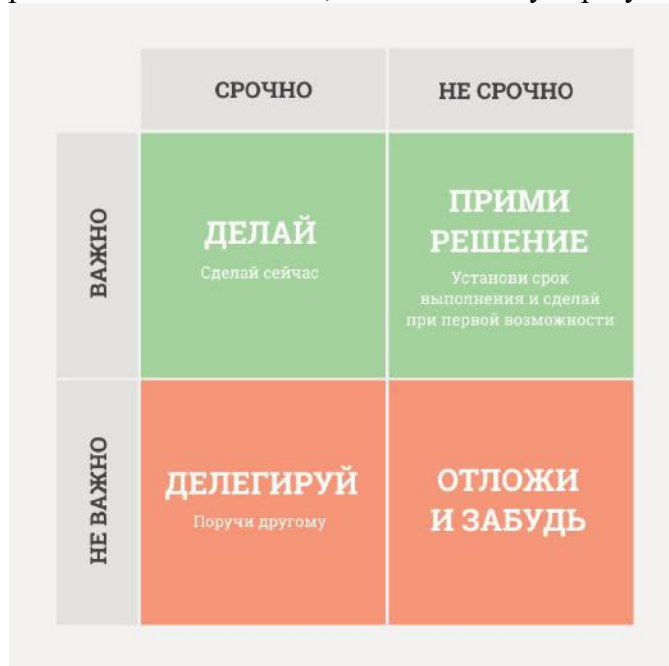 СРОЧНО
НЕ СРОЧНО
ВАЖНО
ДЕЛАЙ
Сделай сейчас
ПРИМИ
РЕШЕНИЕ
Установи срок
выполнения и сделай
при первой возможности
НЕ ВАЖНО
ДЕЛЕГИРУЙ
Поручи другому
ОТЛОЖИ
И ЗАБУДЬ